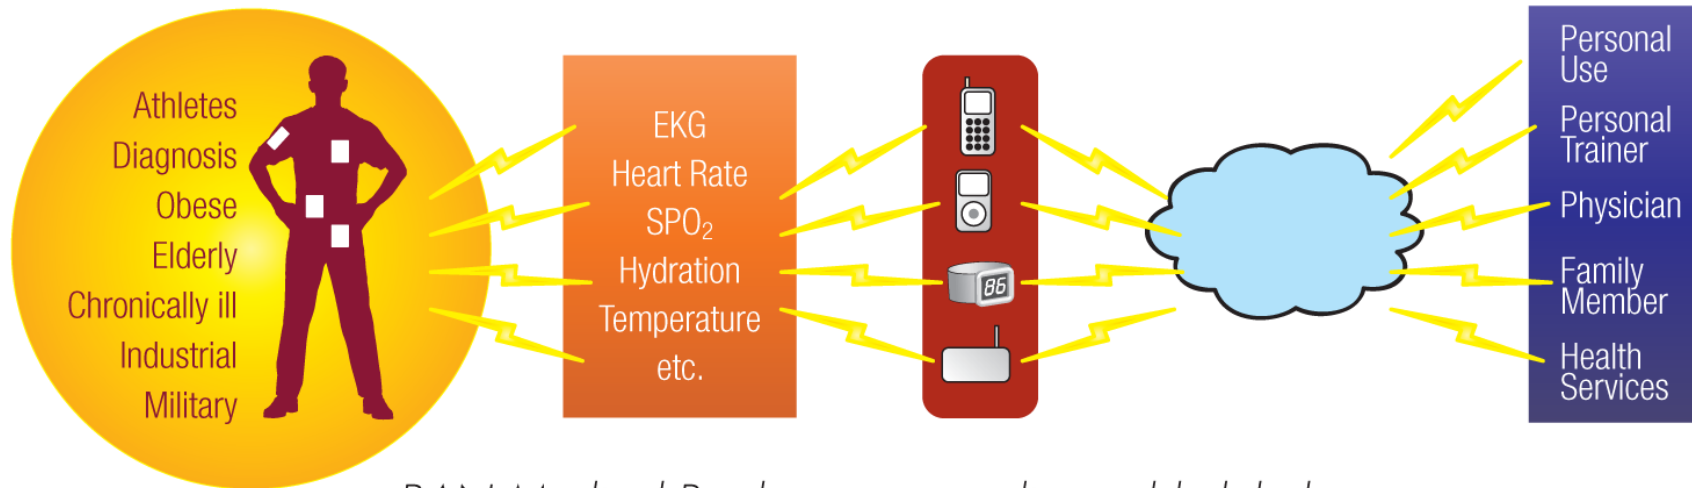 Athletes
Diagnosis
Obese
Elderly
Chronically ill
Industrial
Military
EKG
Heart Rate
SPO₂
Hydration
Temperature
etc.
86
Personal
Use
Personal
Trainer
Physician
Family
Member
Health
Services